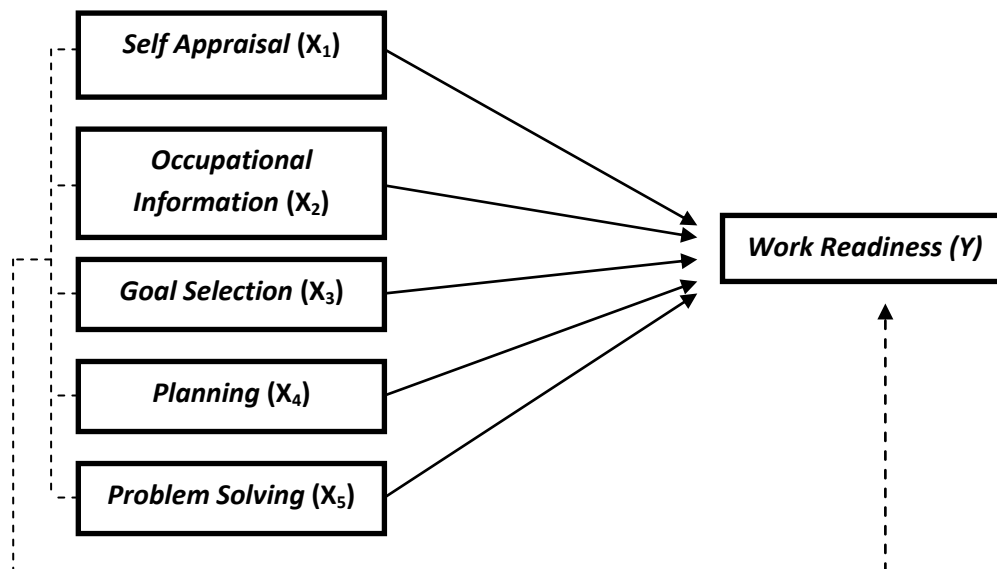 Self Appraisal (X₁)
Occupational
Information (X₂)
Goal Selection (X₃)
Planning (X₄)
Problem Solving (X₅)
Work Readiness (Y)